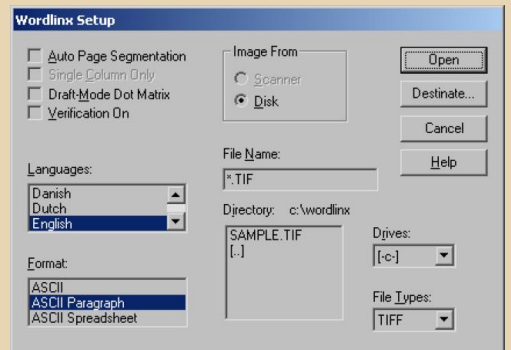 Wordlinx Setup
Auto Page Segmentation
Single Column Only
Draft-Mode Dot Matrix
Verification On
Image From
Scanner
Disk
Open
Destinate...
Cancel
Help
Languages:
Danish
Dutch
English
File Name:
*.TIF
Directory: c:\wordlinx
SAMPLE.TIF
[..]
Drives:
[-c-]
Format:
ASCII
ASCII Paragraph
ASCII Spreadsheet
File Types:
TIFF